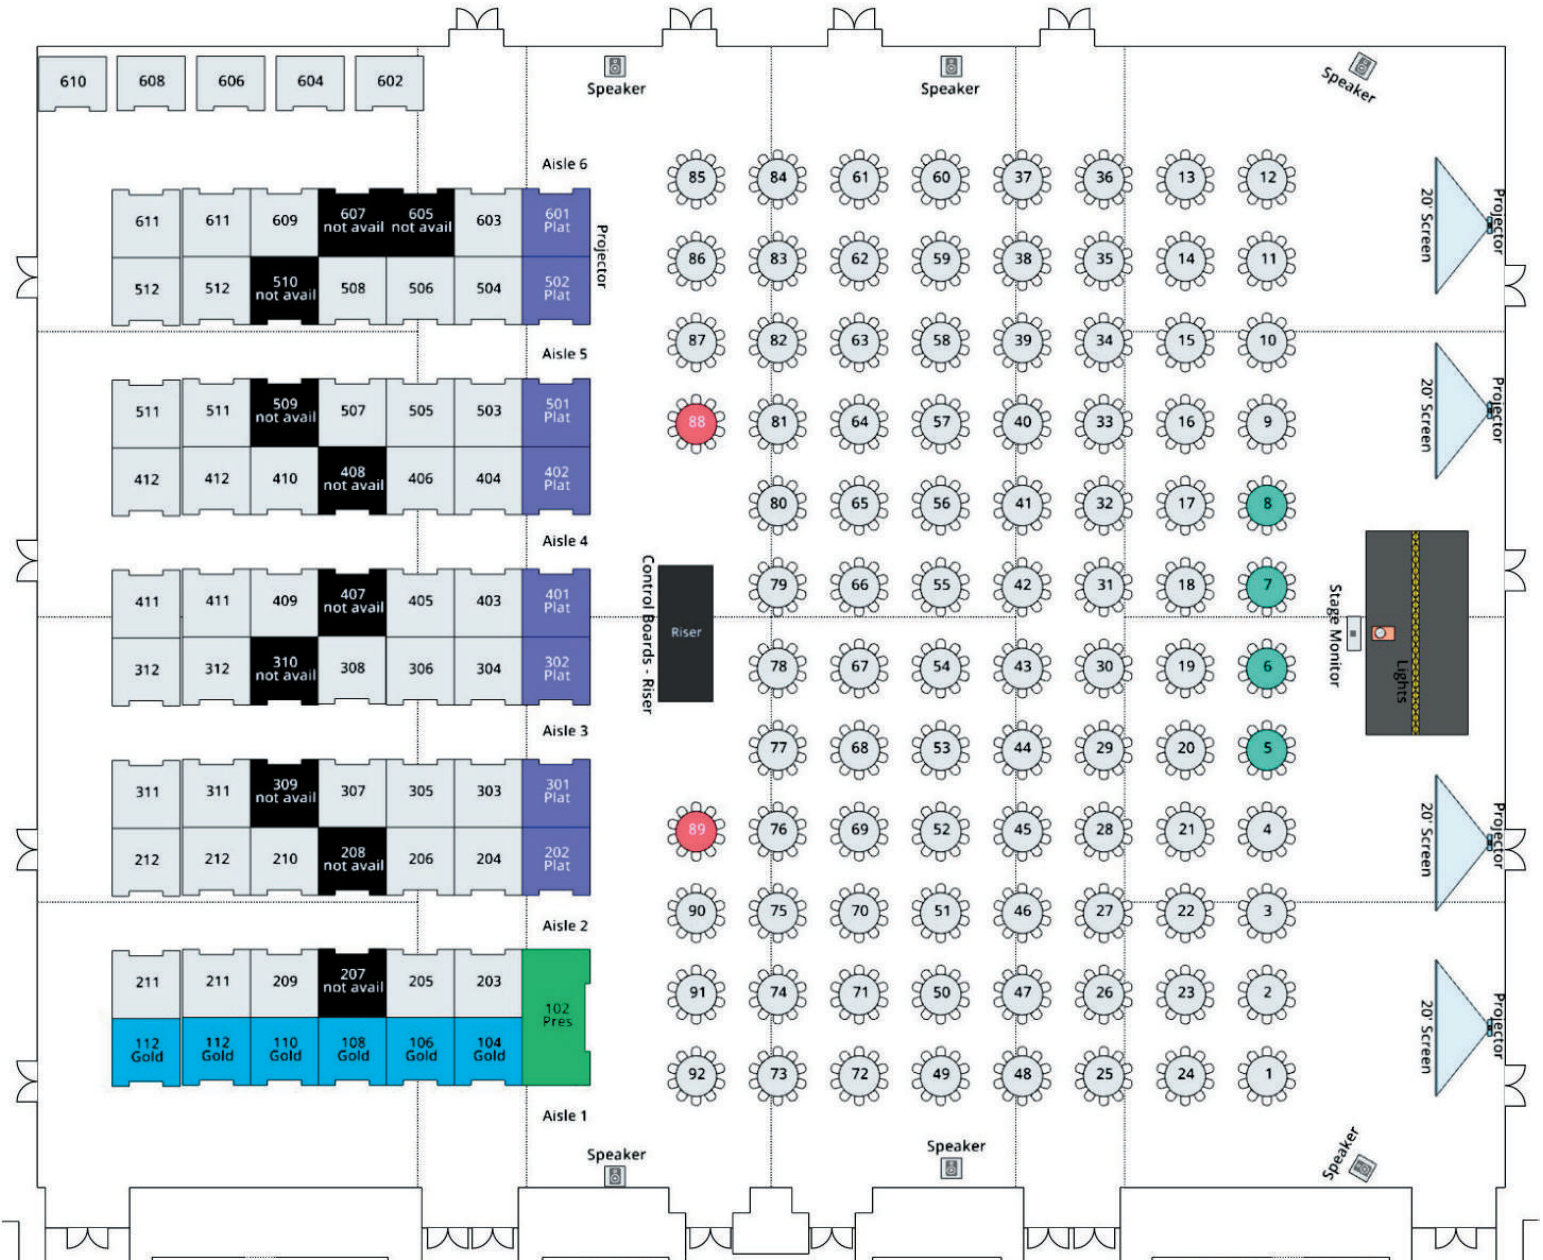 610 608 606 604 602
Speaker Speaker Speaker
Aisle 6
85 84 61 60 37 36 13 12
611 611 609 607 605 603 601
not avail not avail Plat
Projector
20' Screen
Projector
86 83 62 59 38 35 14 11
512 512 510 508 506 504 502
not avail Plat
Aisle 5
87 82 63 58 39 34 15 10
511 511 509 507 505 503 501
not avail Plat
88 81 64 57 40 33 16 9
20' Screen
Projector
412 412 410 408 406 404 402
not avail Plat
80 65 56 41 32 17 8
Aisle 4
411 411 409 407 405 403 401
not avail Plat
79 66 55 42 31 18 7
Control Boards - Riser
Riser
Stage Monitor
Lights
312 312 310 308 306 304 302
not avail Plat
78 67 54 43 30 19 6
Aisle 3
77 68 53 44 29 20 5
311 311 309 307 305 303 301
not avail Plat
89 76 69 52 45 28 21 4
20' Screen
Projector
212 212 210 208 206 204 202
not avail Plat
90 75 70 51 46 27 22 3
Aisle 2
211 211 209 207 205 203
not avail
102
Pres
91 74 71 50 47 26 23 2
20' Screen
Projector
112 112 110 108 106 104
Gold Gold Gold Gold Gold Gold
92 73 72 49 48 25 24 1
Aisle 1
Speaker Speaker Speaker